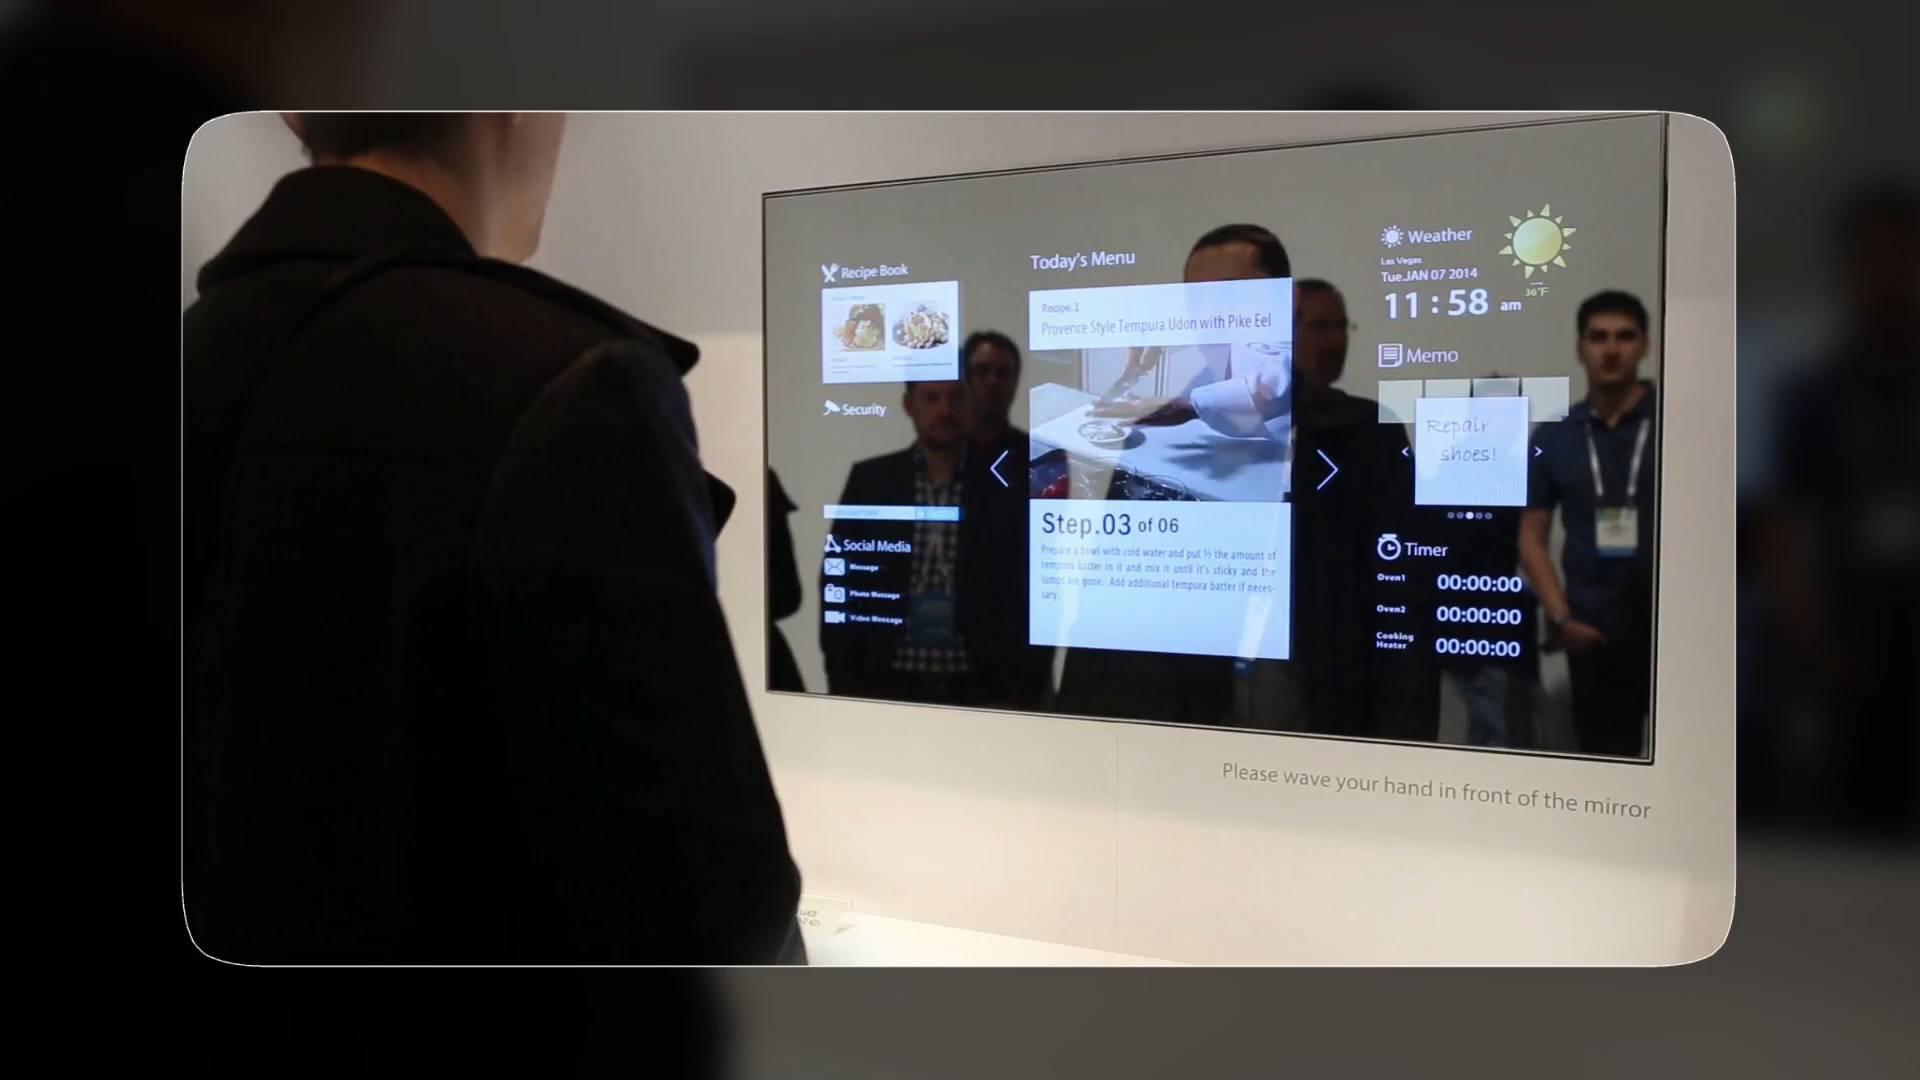 Recipe Book
Security
Social Media
Message
Photo Message
Video Message
Today's Menu
Recipe.1
Provence Style Tempura Udon with Pike Eel
Step.03 of 06
Prepare a bowl with cold water and put ½ the amount of
tempura batter in it and mix it until it's sticky and the
lumps are gone. Add additional tempura batter if neces-
sary.
Weather
Las Vegas
Tue.JAN 07 2014
36°F
11:58 am
Memo
Repair
shoes!
Timer
Oven1 00:00:00
Oven2 00:00:00
Cooking
Heater 00:00:00
Please wave your hand in front of the mirror